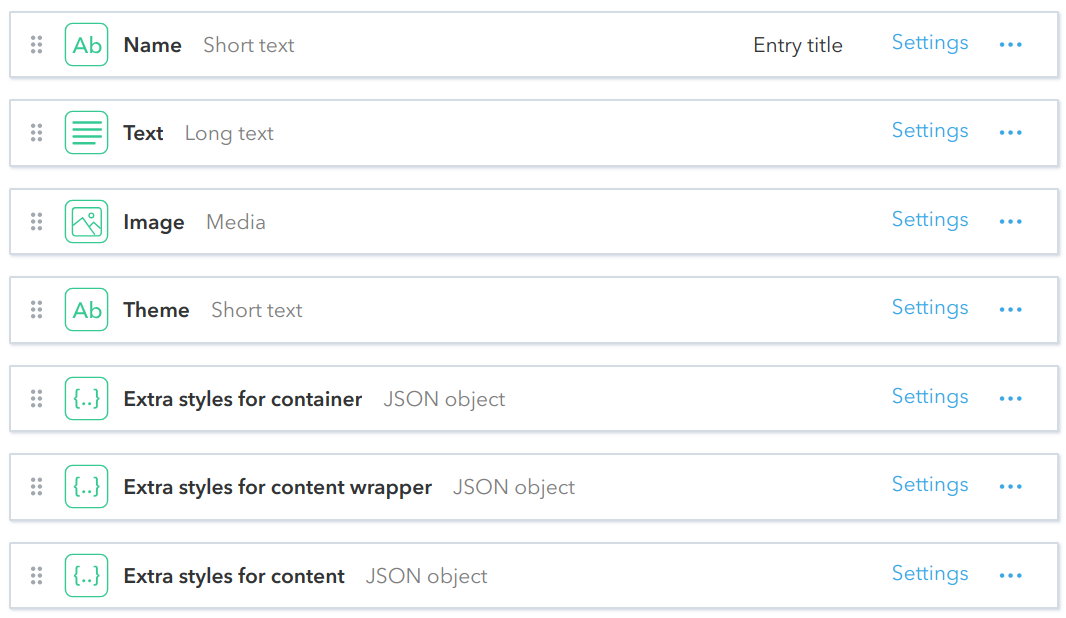 Ab Name Short text Entry title Settings ...
Text Long text Settings ...
Image Media Settings ...
Ab Theme Short text Settings ...
{..} Extra styles for container JSON object Settings ...
{..} Extra styles for content wrapper JSON object Settings ...
{..} Extra styles for content JSON object Settings ...